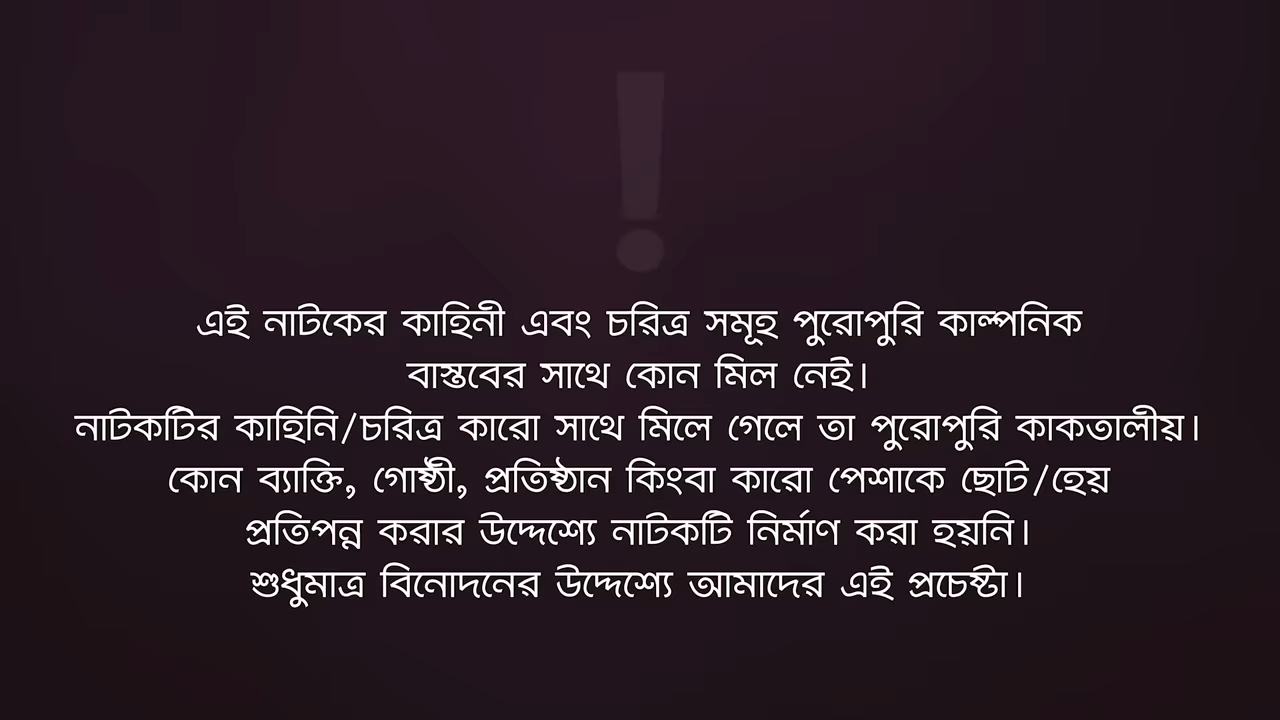 এই নাটকের কাহিনী এবং চরিত্র সমূহ পুরোপুরি কাল্পনিক
বাস্তবের সাথে কোন মিল নেই।
নাটকটির কাহিনি/চরিত্র কারো সাথে মিলে গেলে তা পুরোপুরি কাকতালীয়।
কোন ব্যাক্তি, গোষ্ঠী, প্রতিষ্ঠান কিংবা কারো পেশাকে ছোট/হেয়
প্রতিপন্ন করার উদ্দেশ্যে নাটকটি নির্মাণ করা হয়নি।
শুধুমাত্র বিনোদনের উদ্দেশ্যে আমাদের এই প্রচেষ্টা।